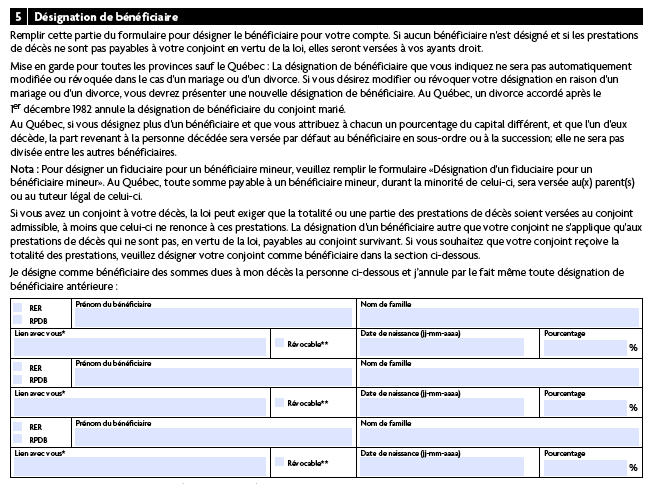 5 Désignation de bénéficiaire
Remplir cette partie du formulaire pour désigner le bénéficiaire pour votre compte. Si aucun bénéficiaire n'est désigné et si les prestations
de décès ne sont pas payables à votre conjoint en vertu de la loi, elles seront versées à vos ayants droit.
Mise en garde pour toutes les provinces sauf le Québec : La désignation de bénéficiaire que vous indiquez ne sera pas automatiquement
modifiée ou révoquée dans le cas d'un mariage ou d'un divorce. Si vous désirez modifier ou révoquer votre désignation en raison d'un
mariage ou d'un divorce, vous devrez présenter une nouvelle désignation de bénéficiaire. Au Québec, un divorce accordé après le
1er décembre 1982 annule la désignation de bénéficiaire du conjoint marié.
Au Québec, si vous désignez plus d'un bénéficiaire et que vous attribuez à chacun un pourcentage du capital différent, et que l'un d'eux
décède, la part revenant à la personne décédée sera versée par défaut au bénéficiaire en sous-ordre ou à la succession; elle ne sera pas
divisée entre les autres bénéficiaires.
Nota : Pour désigner un fiduciaire pour un bénéficiaire mineur, veuillez remplir le formulaire «Désignation d'un fiduciaire pour un
bénéficiaire mineur». Au Québec, toute somme payable à un bénéficiaire mineur, durant la minorité de celui-ci, sera versée au(x) parent(s)
ou au tuteur légal de celui-ci.
Si vous avez un conjoint à votre décès, la loi peut exiger que la totalité ou une partie des prestations de décès soient versées au conjoint
admissible, à moins que celui-ci ne renonce à ces prestations. La désignation d'un bénéficiaire autre que votre conjoint ne s'applique qu'aux
prestations de décès qui ne sont pas, en vertu de la loi, payables au conjoint survivant. Si vous souhaitez que votre conjoint reçoive la
totalité des prestations, veuillez désigner votre conjoint comme bénéficiaire dans la section ci-dessous.
Je désigne comme bénéficiaire des sommes dues à mon décès la personne ci-dessous et j'annule par le fait même toute désignation de
bénéficiaire antérieure :
RER Prénom du bénéficiaire Nom de famille
RPDB
Lien avec vous* Révocable** Date de naissance (jj-mm-aaaa) Pourcentage %
RER Prénom du bénéficiaire Nom de famille
RPDB
Lien avec vous* Révocable** Date de naissance (jj-mm-aaaa) Pourcentage %
RER Prénom du bénéficiaire Nom de famille
RPDB
Lien avec vous* Révocable** Date de naissance (jj-mm-aaaa) Pourcentage %